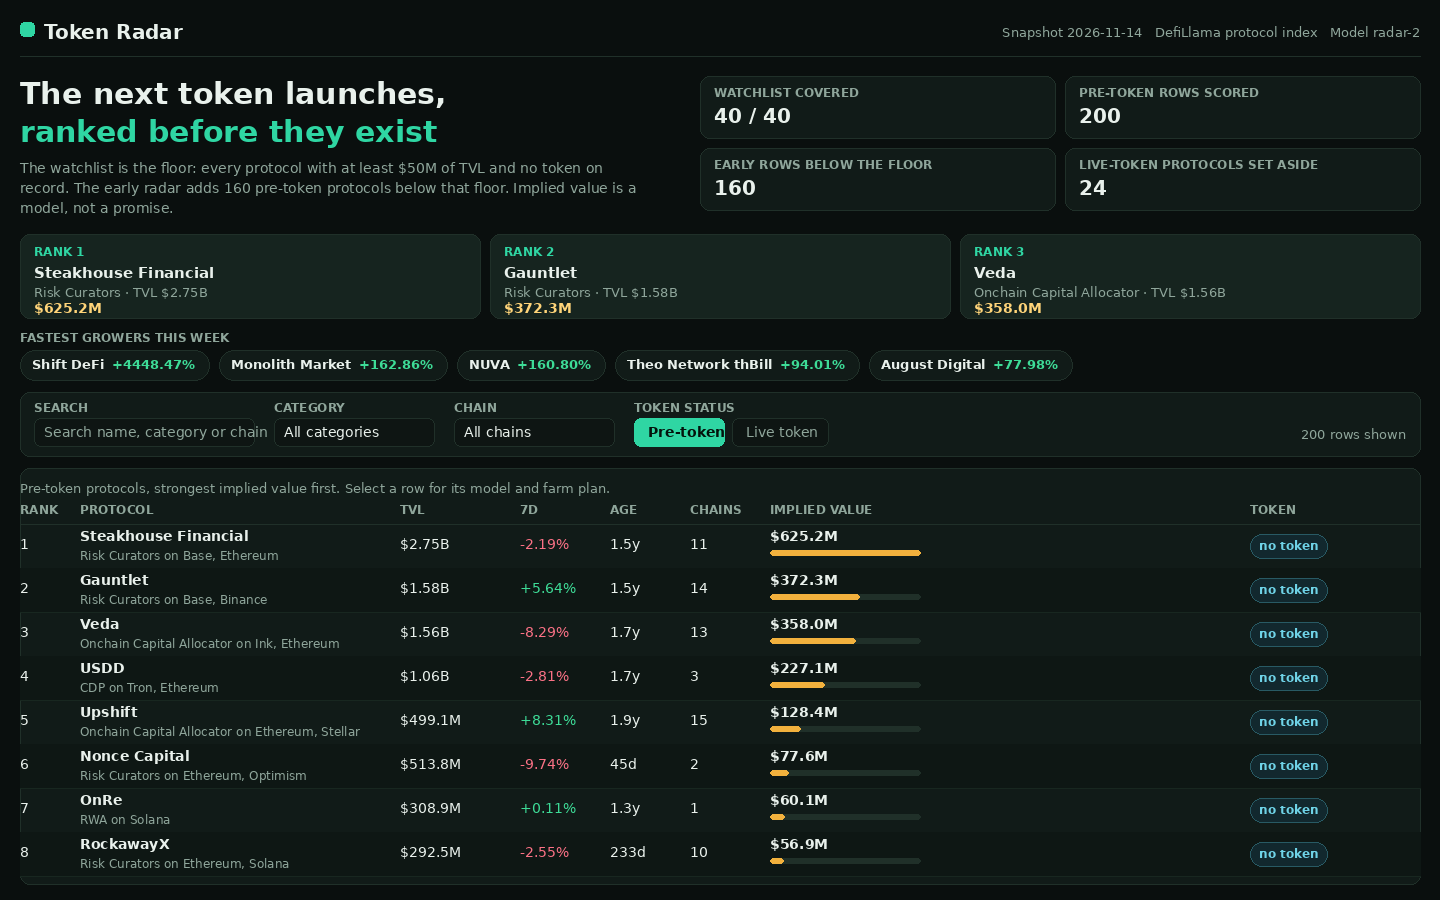 Token Radar
Snapshot 2026-11-14 DefiLlama protocol index Model radar-2
The next token launches,
ranked before they exist
The watchlist is the floor: every protocol with at least $50M of TVL and no token on
record. The early radar adds 160 pre-token protocols below that floor. Implied value is a
model, not a promise.
WATCHLIST COVERED
40 / 40
PRE-TOKEN ROWS SCORED
200
EARLY ROWS BELOW THE FLOOR
160
LIVE-TOKEN PROTOCOLS SET ASIDE
24
RANK 1
Steakhouse Financial
Risk Curators · TVL $2.75B
$625.2M
RANK 2
Gauntlet
Risk Curators · TVL $1.58B
$372.3M
RANK 3
Veda
Onchain Capital Allocator · TVL $1.56B
$358.0M
FASTEST GROWERS THIS WEEK
Shift DeFi +4448.47%
Monolith Market +162.86%
NUVA +160.80%
Theo Network thBill +94.01%
August Digital +77.98%
SEARCH
Search name, category or chain
CATEGORY
All categories
CHAIN
All chains
TOKEN STATUS
Pre-token
Live token
200 rows shown
Pre-token protocols, strongest implied value first. Select a row for its model and farm plan.
RANK PROTOCOL TVL 7D AGE CHAINS IMPLIED VALUE TOKEN
1 Steakhouse Financial $2.75B -2.19% 1.5y 11 $625.2M no token
Risk Curators on Base, Ethereum
2 Gauntlet $1.58B +5.64% 1.5y 14 $372.3M no token
Risk Curators on Base, Binance
3 Veda $1.56B -8.29% 1.7y 13 $358.0M no token
Onchain Capital Allocator on Ink, Ethereum
4 USDD $1.06B -2.81% 1.7y 3 $227.1M no token
CDP on Tron, Ethereum
5 Upshift $499.1M +8.31% 1.9y 15 $128.4M no token
Onchain Capital Allocator on Ethereum, Stellar
6 Nonce Capital $513.8M -9.74% 45d 2 $77.6M no token
Risk Curators on Ethereum, Optimism
7 OnRe $308.9M +0.11% 1.3y 1 $60.1M no token
RWA on Solana
8 RockawayX $292.5M -2.55% 233d 10 $56.9M no token
Risk Curators on Ethereum, Solana